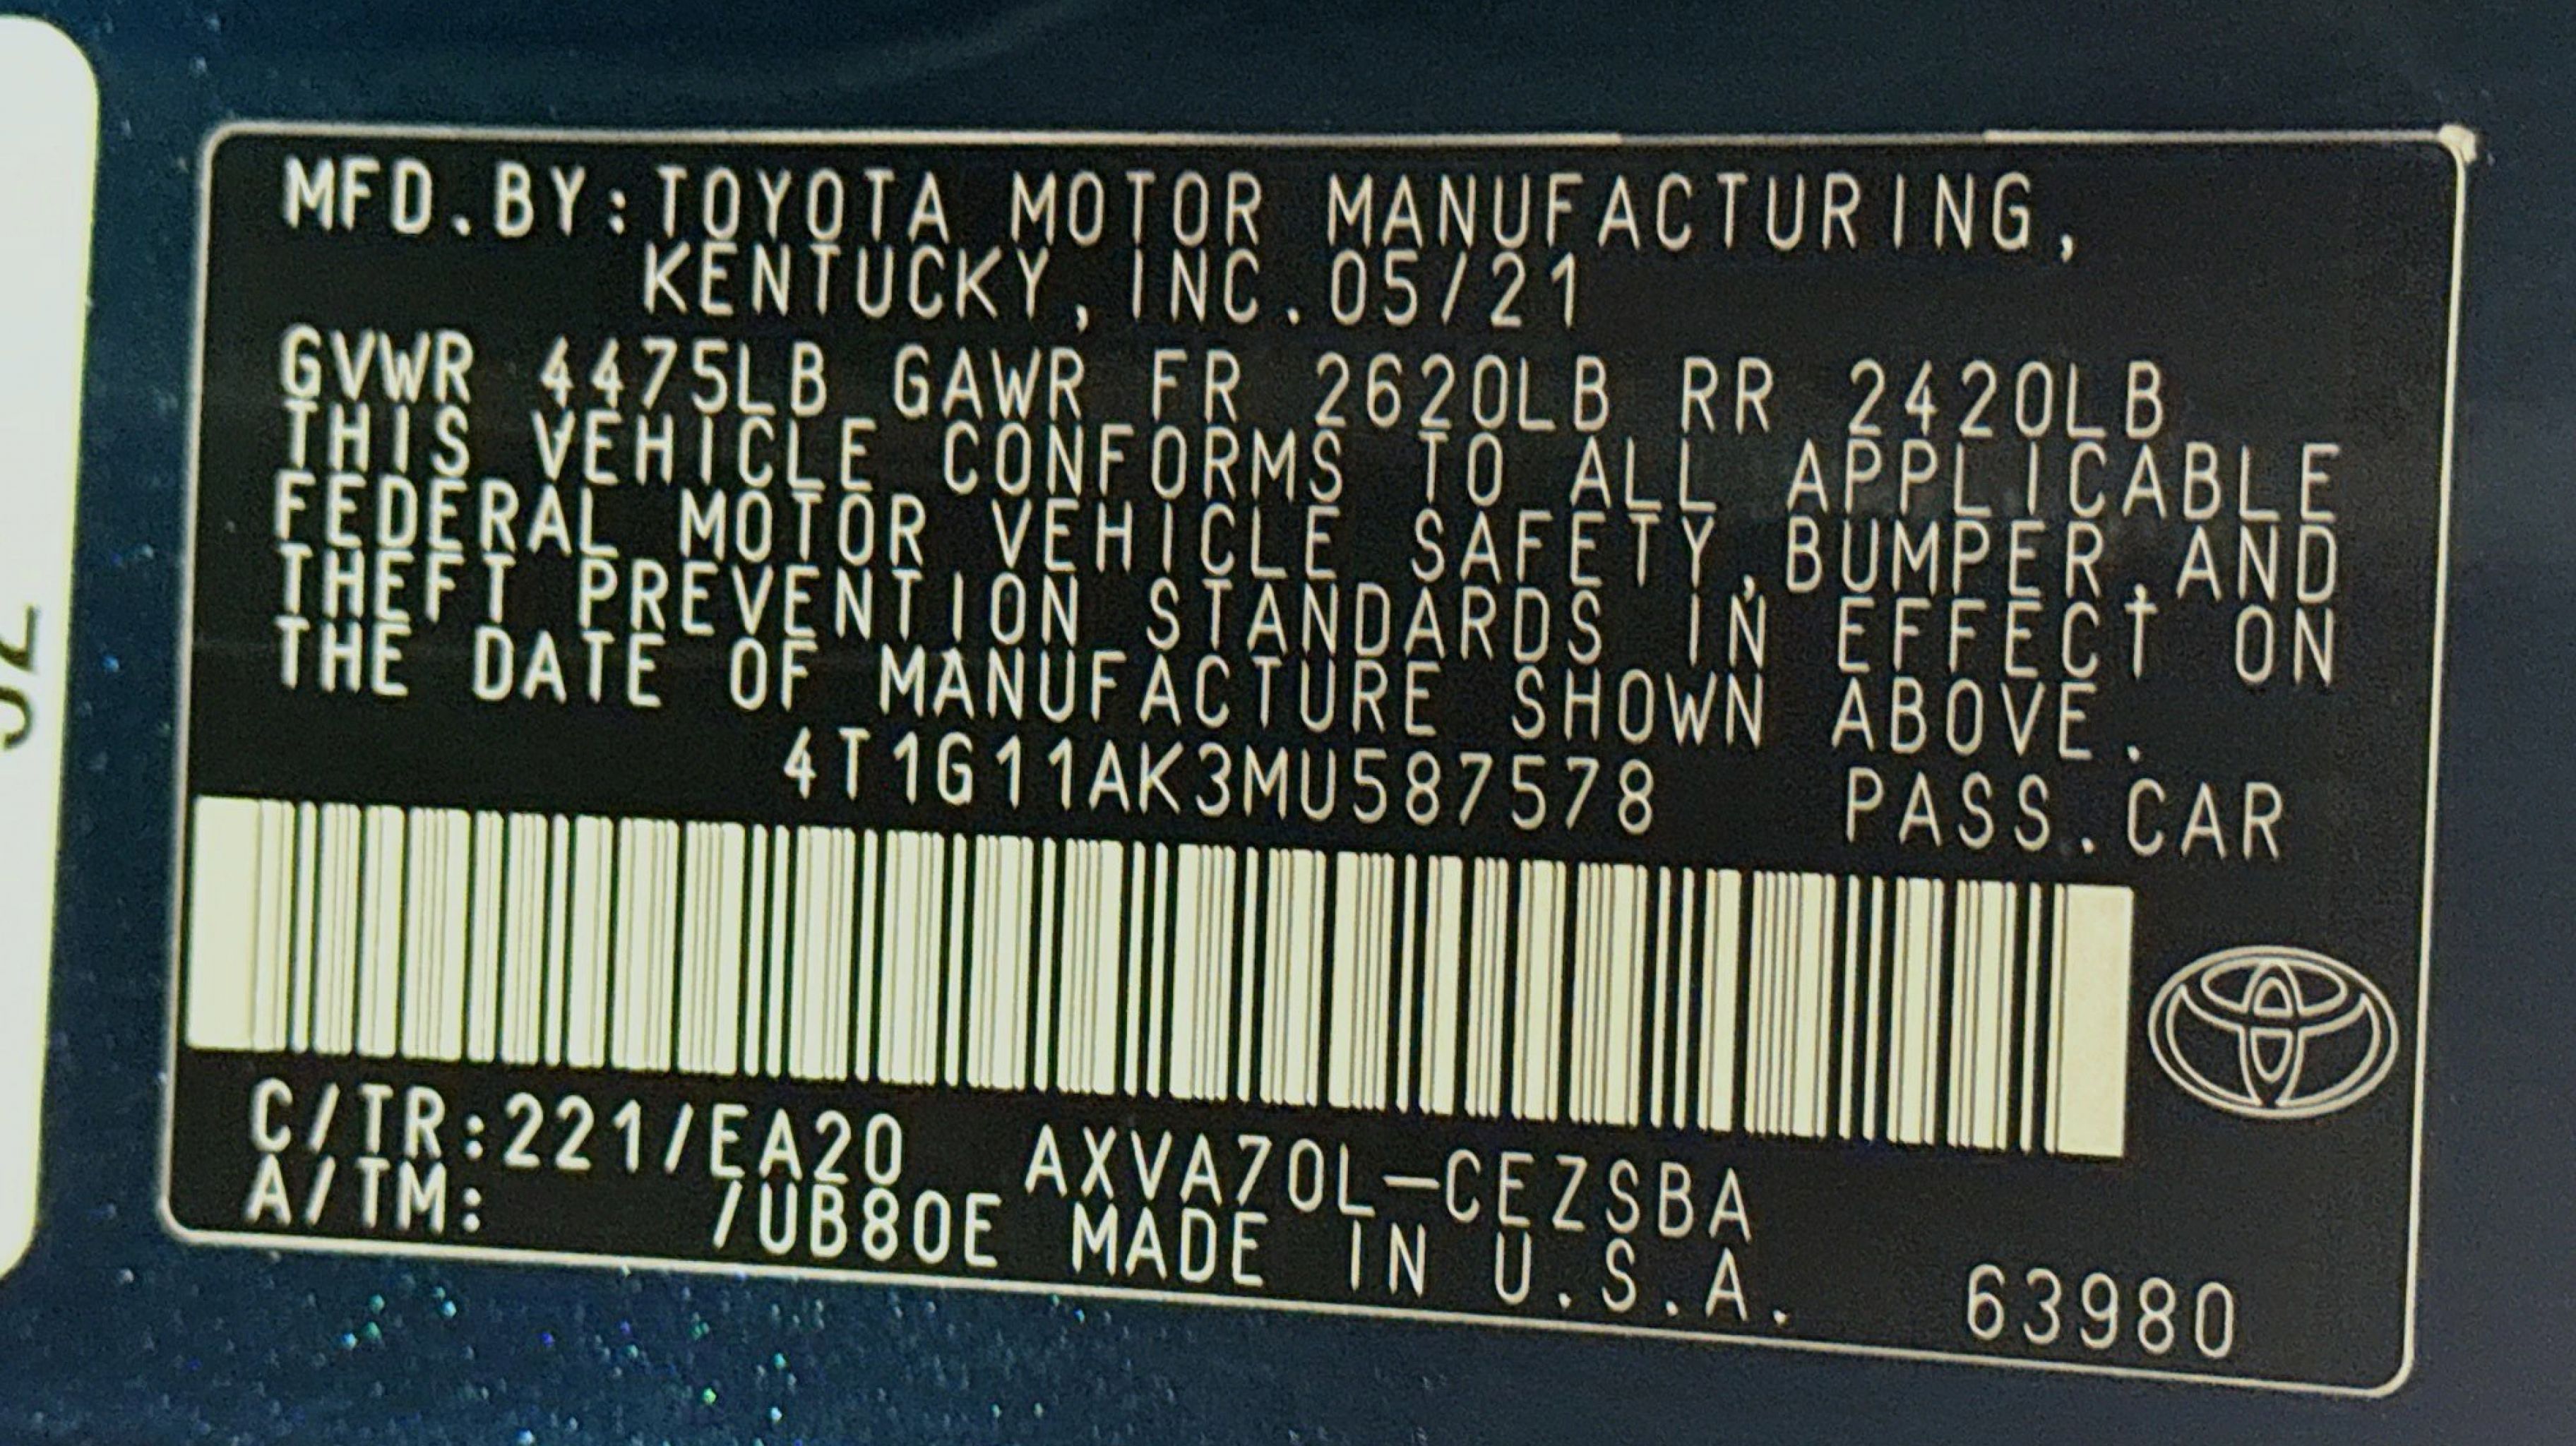 MFD.BY:TOYOTA MOTOR MANUFACTURING,
KENTUCKY, INC.05/21
GVWR 4475LB GAWR FR 2620LB RR 2420LB
THIS VEHICLE CONFORMS TO ALL APPLICABLE
FEDERAL MOTOR VEHICLE SAFETY,BUMPER,AND
THEFT PREVENTION STANDARDS IN EFFECT ON
THE DATE OF MANUFACTURE SHOWN ABOVE.
4T1G11AK3MU587578 PASS.CAR
C/TR:221/EA20 AXVA70L-CEZSBA
A/TM: /UB80E MADE IN U.S.A. 63980